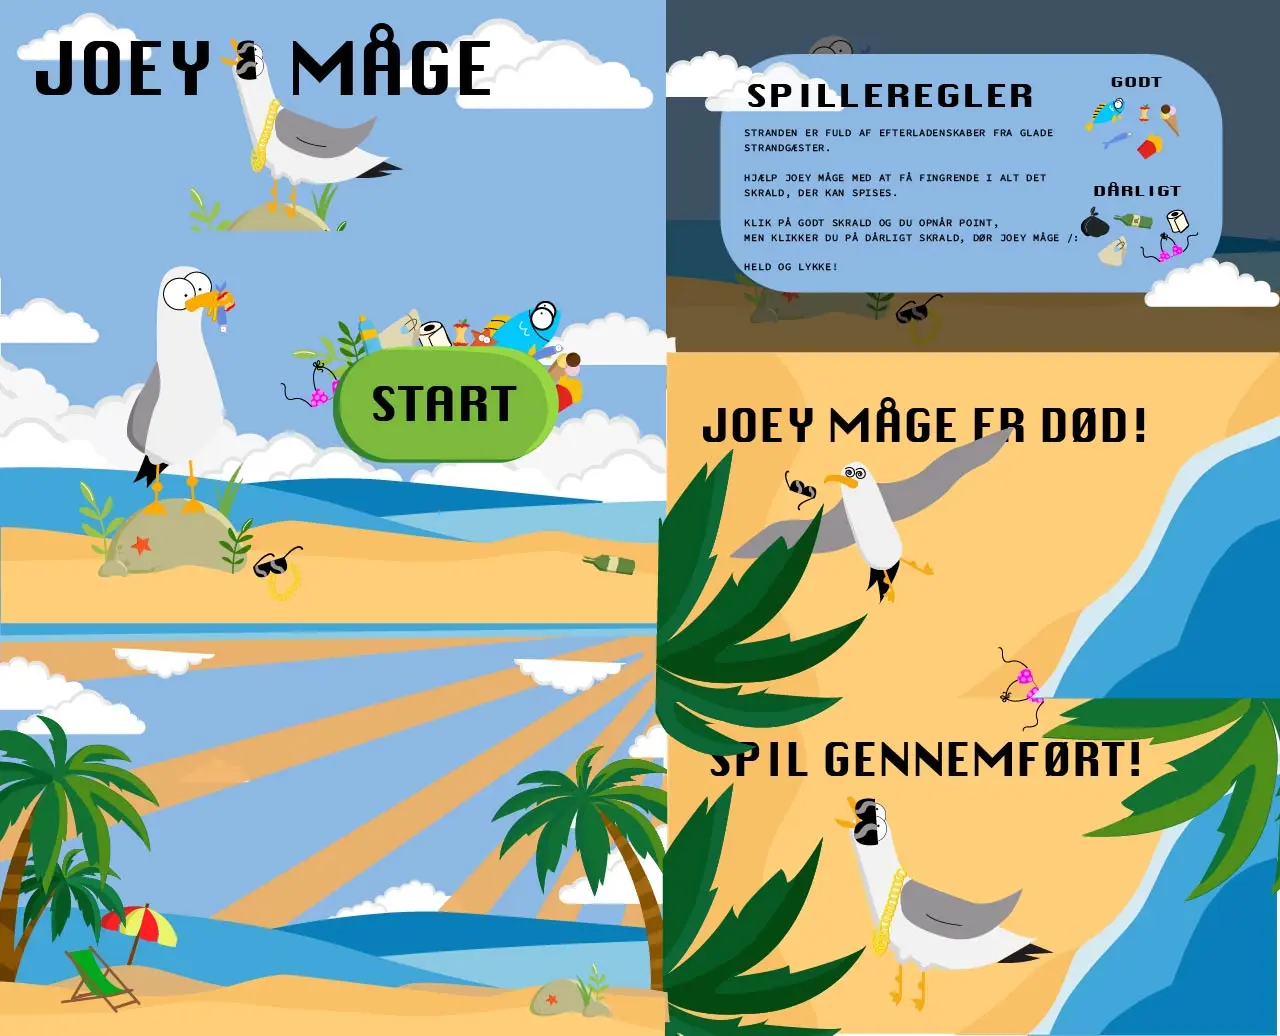 JOEY MÅGE
START
SPILLEREGLER
STRANDEN ER FULD AF EFTERLADENSKABER FRA GLADE
STRANDGÆSTER.
HJÆLP JOEY MÅGE MED AT FÅ FINGRENDE I ALT DET
SKRALD, DER KAN SPISES.
KLIK PÅ GODT SKRALD OG DU OPNÅR POINT,
MEN KLIKKER DU PÅ DÅRLIGT SKRALD, DØR JOEY MÅGE /:
HELD OG LYKKE!
GODT
DÅRLIGT
JOEY MÅGE ER DØD!
SPIL GENNEMFØRT!